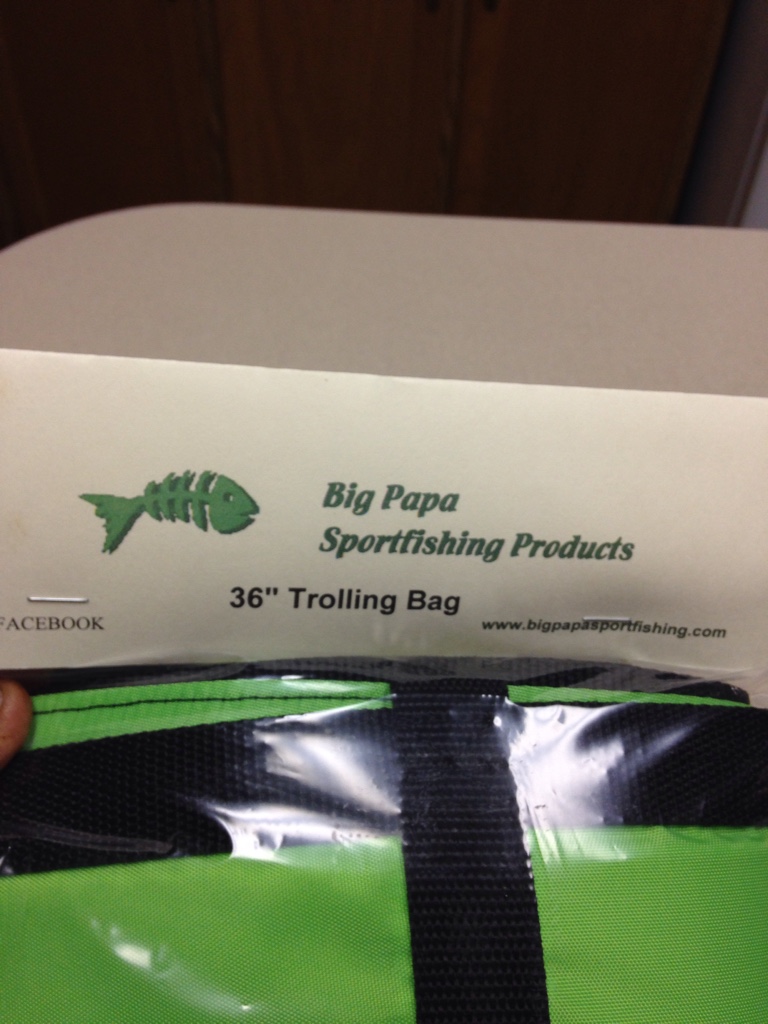 Big Papa
Sportfishing Products
36" Trolling Bag
FACEBOOK
www.bigpapasportfishing.com